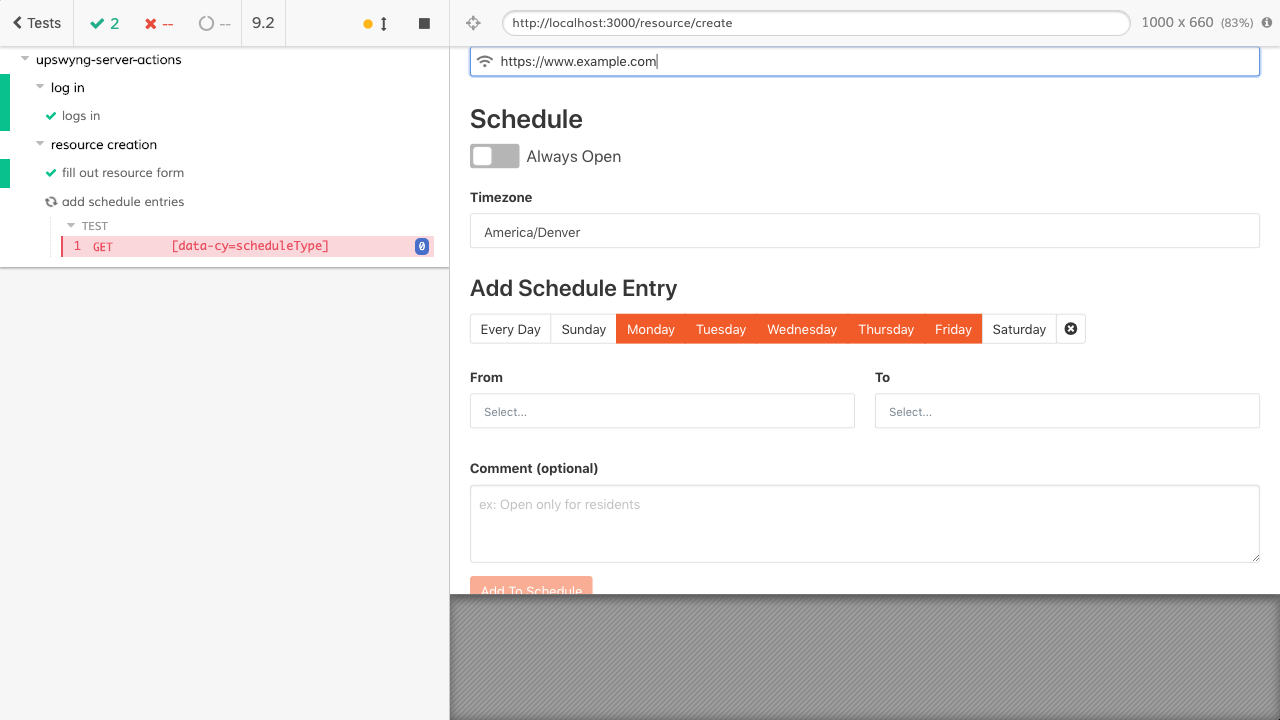 Tests
2
--
--
9.2
http://localhost:3000/resource/create
1000 x 660 (83%)
upswyng-server-actions
log in
logs in
resource creation
fill out resource form
add schedule entries
TEST
1 GET [data-cy=scheduleType] 0
https://www.example.com
Schedule
Always Open
Timezone
America/Denver
Add Schedule Entry
Every Day Sunday Monday Tuesday Wednesday Thursday Friday Saturday
From To
Select... Select...
Comment (optional)
ex: Open only for residents
Add To Schedule